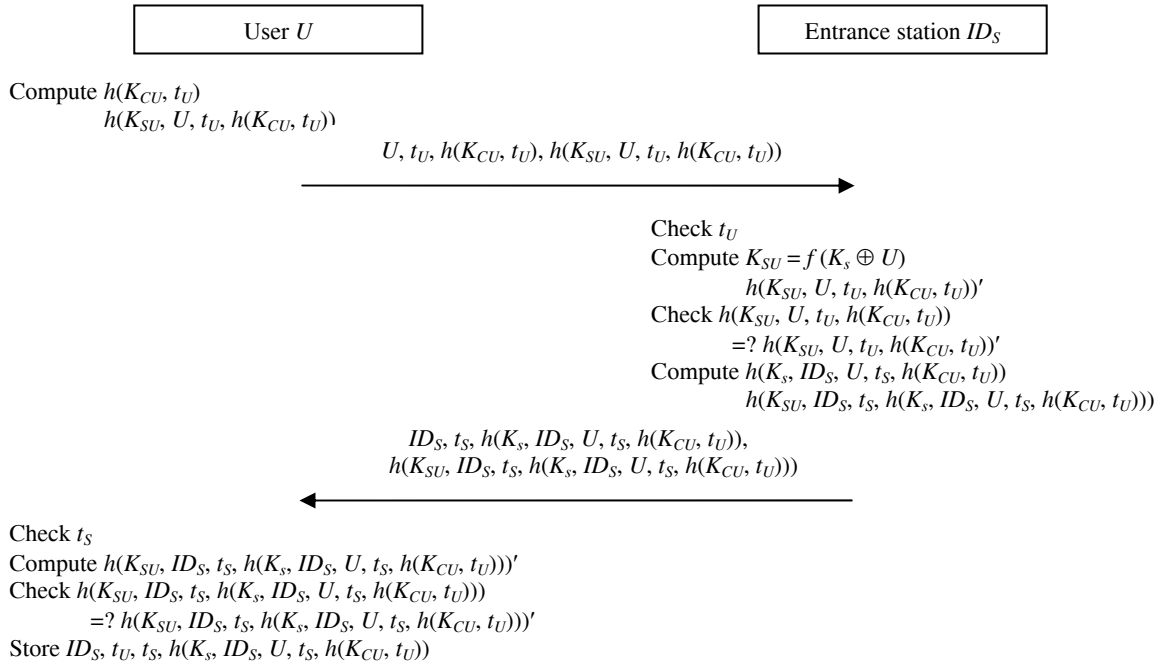 User U
Entrance station ID_S
Compute h(K_CU, t_U)
h(K_SU, U, t_U, h(K_CU, t_U))
U, t_U, h(K_CU, t_U), h(K_SU, U, t_U, h(K_CU, t_U))
Check t_U
Compute K_SU = f (K_s ⊕ U)
h(K_SU, U, t_U, h(K_CU, t_U))′
Check h(K_SU, U, t_U, h(K_CU, t_U))
=? h(K_SU, U, t_U, h(K_CU, t_U))′
Compute h(K_s, ID_S, U, t_S, h(K_CU, t_U))
h(K_SU, ID_S, t_S, h(K_s, ID_S, U, t_S, h(K_CU, t_U)))
ID_S, t_S, h(K_s, ID_S, U, t_S, h(K_CU, t_U)),
h(K_SU, ID_S, t_S, h(K_s, ID_S, U, t_S, h(K_CU, t_U)))
Check t_S
Compute h(K_SU, ID_S, t_S, h(K_s, ID_S, U, t_S, h(K_CU, t_U)))′
Check h(K_SU, ID_S, t_S, h(K_s, ID_S, U, t_S, h(K_CU, t_U)))
=? h(K_SU, ID_S, t_S, h(K_s, ID_S, U, t_S, h(K_CU, t_U)))′
Store ID_S, t_U, t_S, h(K_s, ID_S, U, t_S, h(K_CU, t_U))